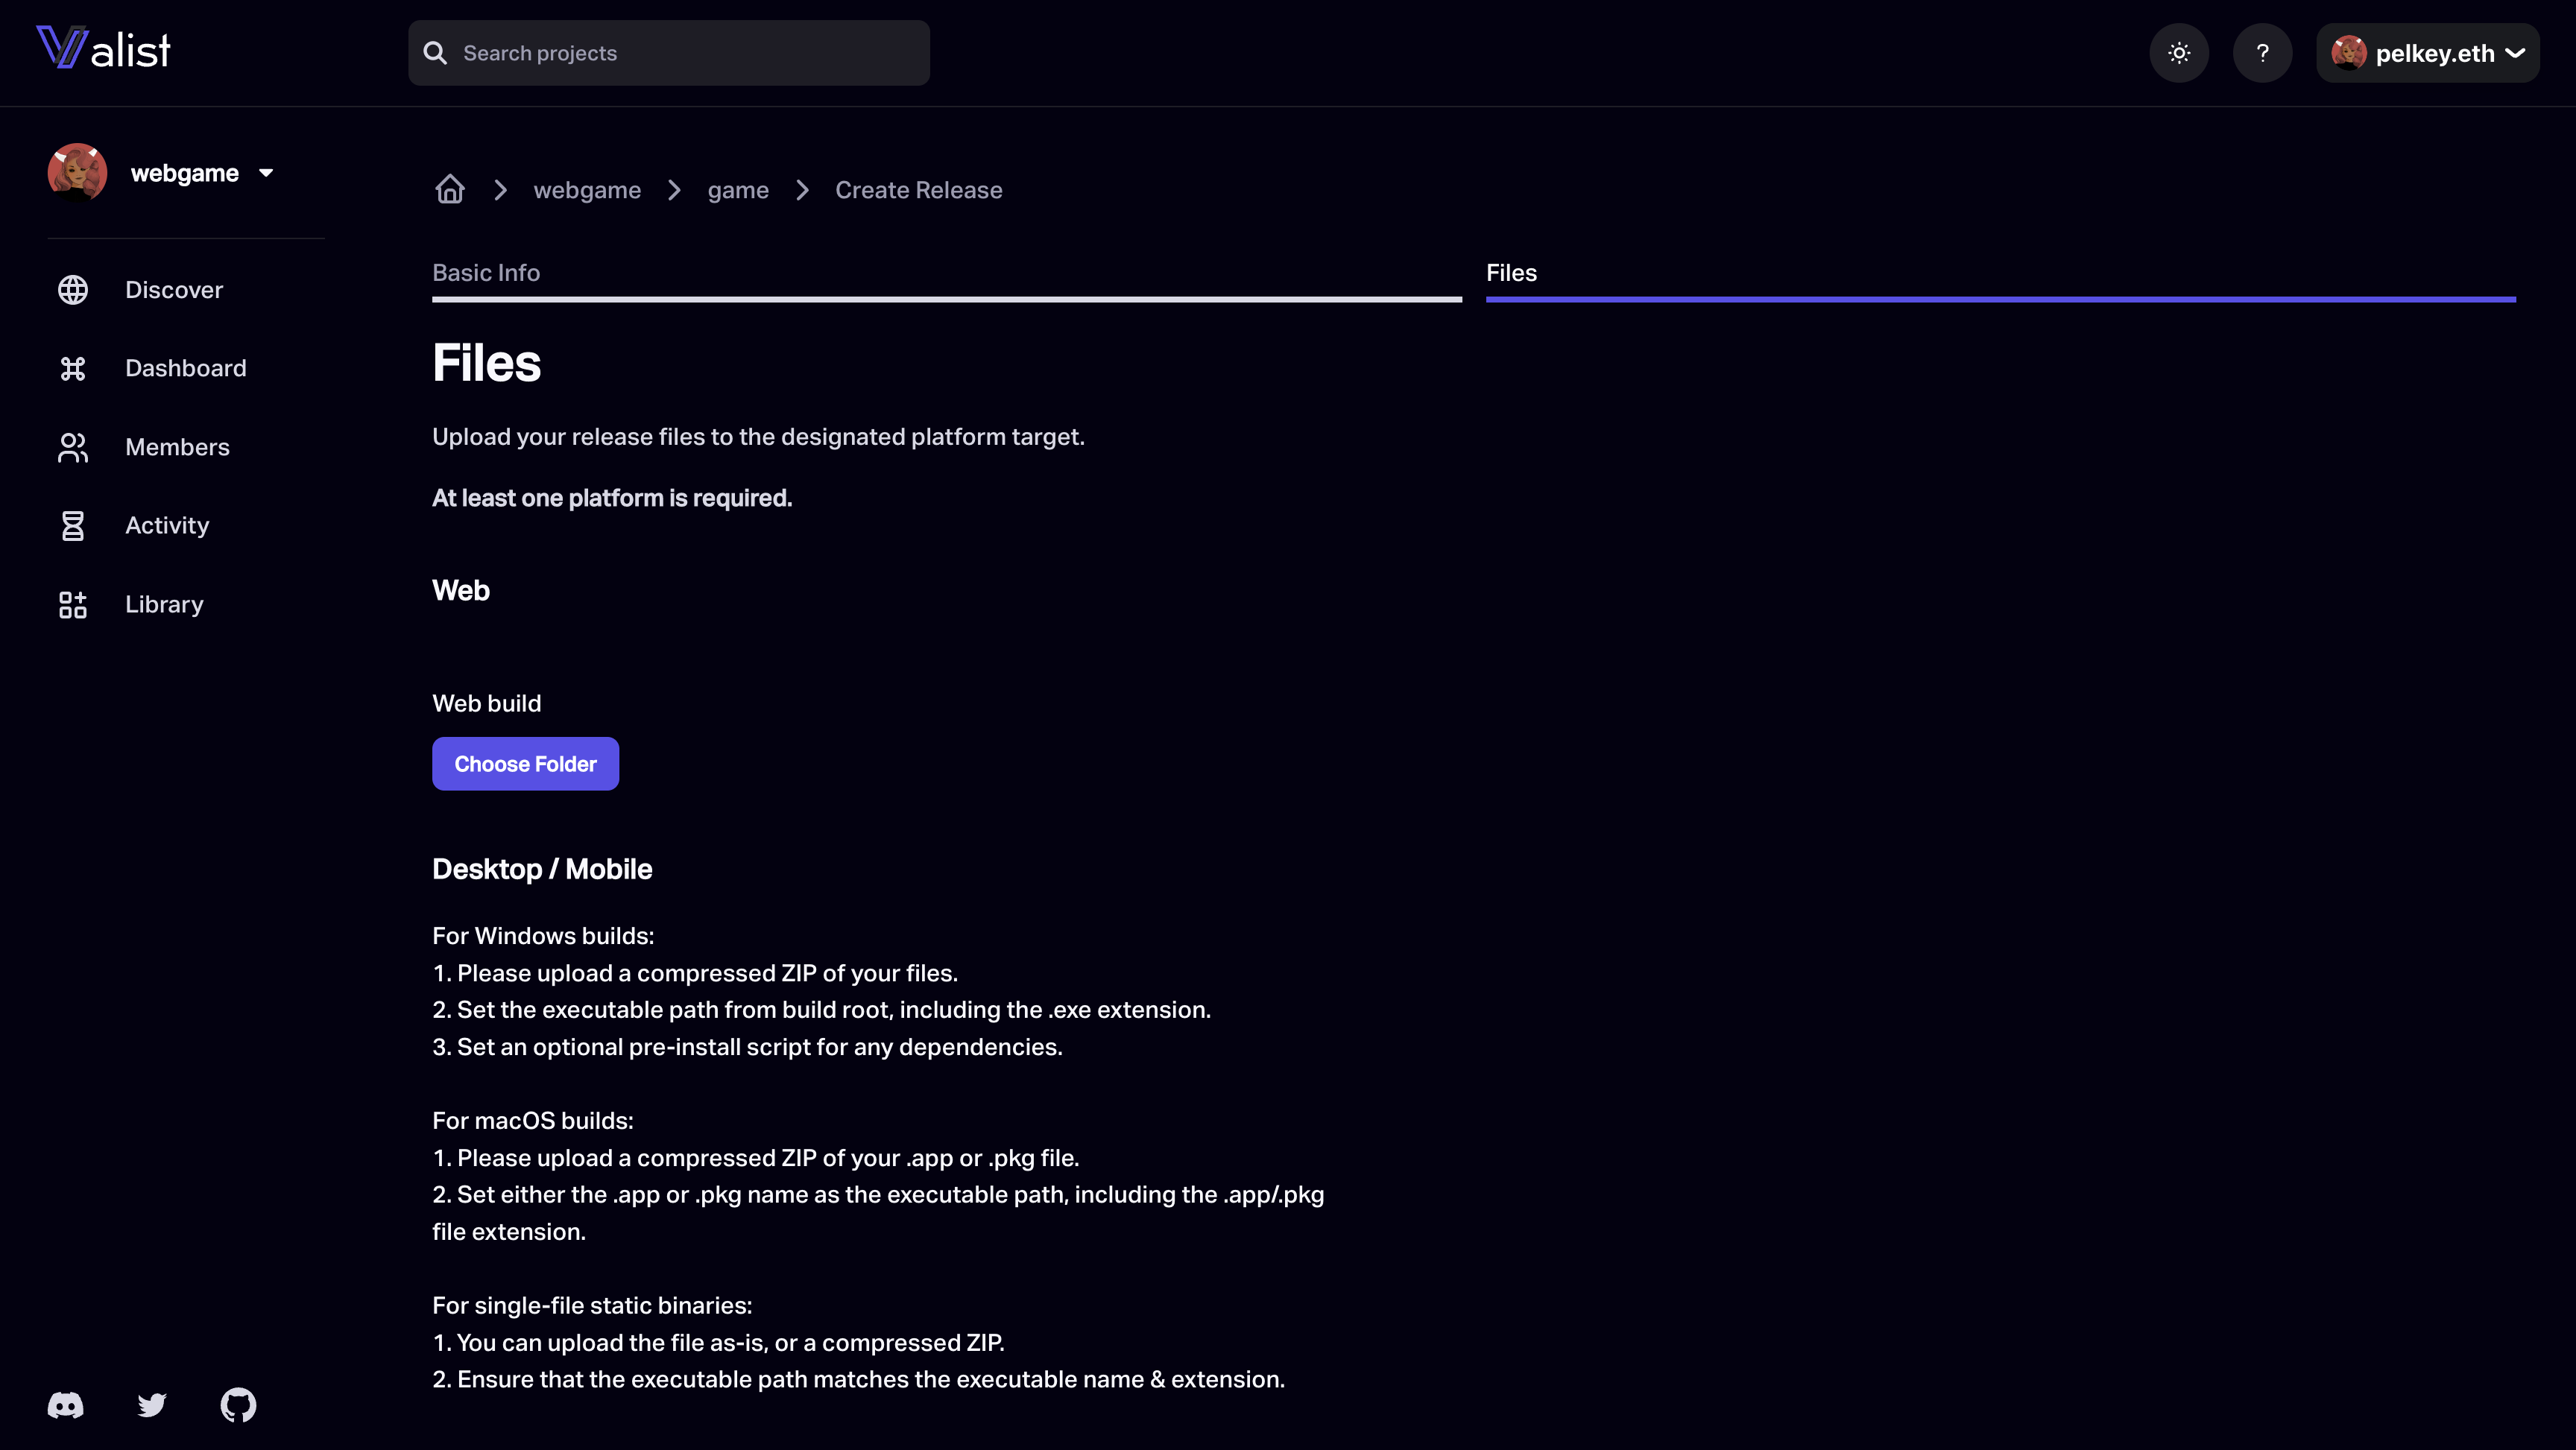 Valist
Search projects
?
pelkey.eth
webgame
Discover
Dashboard
Members
Activity
Library
webgame
game
Create Release
Basic Info
Files
Files
Upload your release files to the designated platform target.
At least one platform is required.
Web
Web build
Choose Folder
Desktop / Mobile
For Windows builds:
1. Please upload a compressed ZIP of your files.
2. Set the executable path from build root, including the .exe extension.
3. Set an optional pre-install script for any dependencies.
For macOS builds:
1. Please upload a compressed ZIP of your .app or .pkg file.
2. Set either the .app or .pkg name as the executable path, including the .app/.pkg
file extension.
For single-file static binaries:
1. You can upload the file as-is, or a compressed ZIP.
2. Ensure that the executable path matches the executable name & extension.